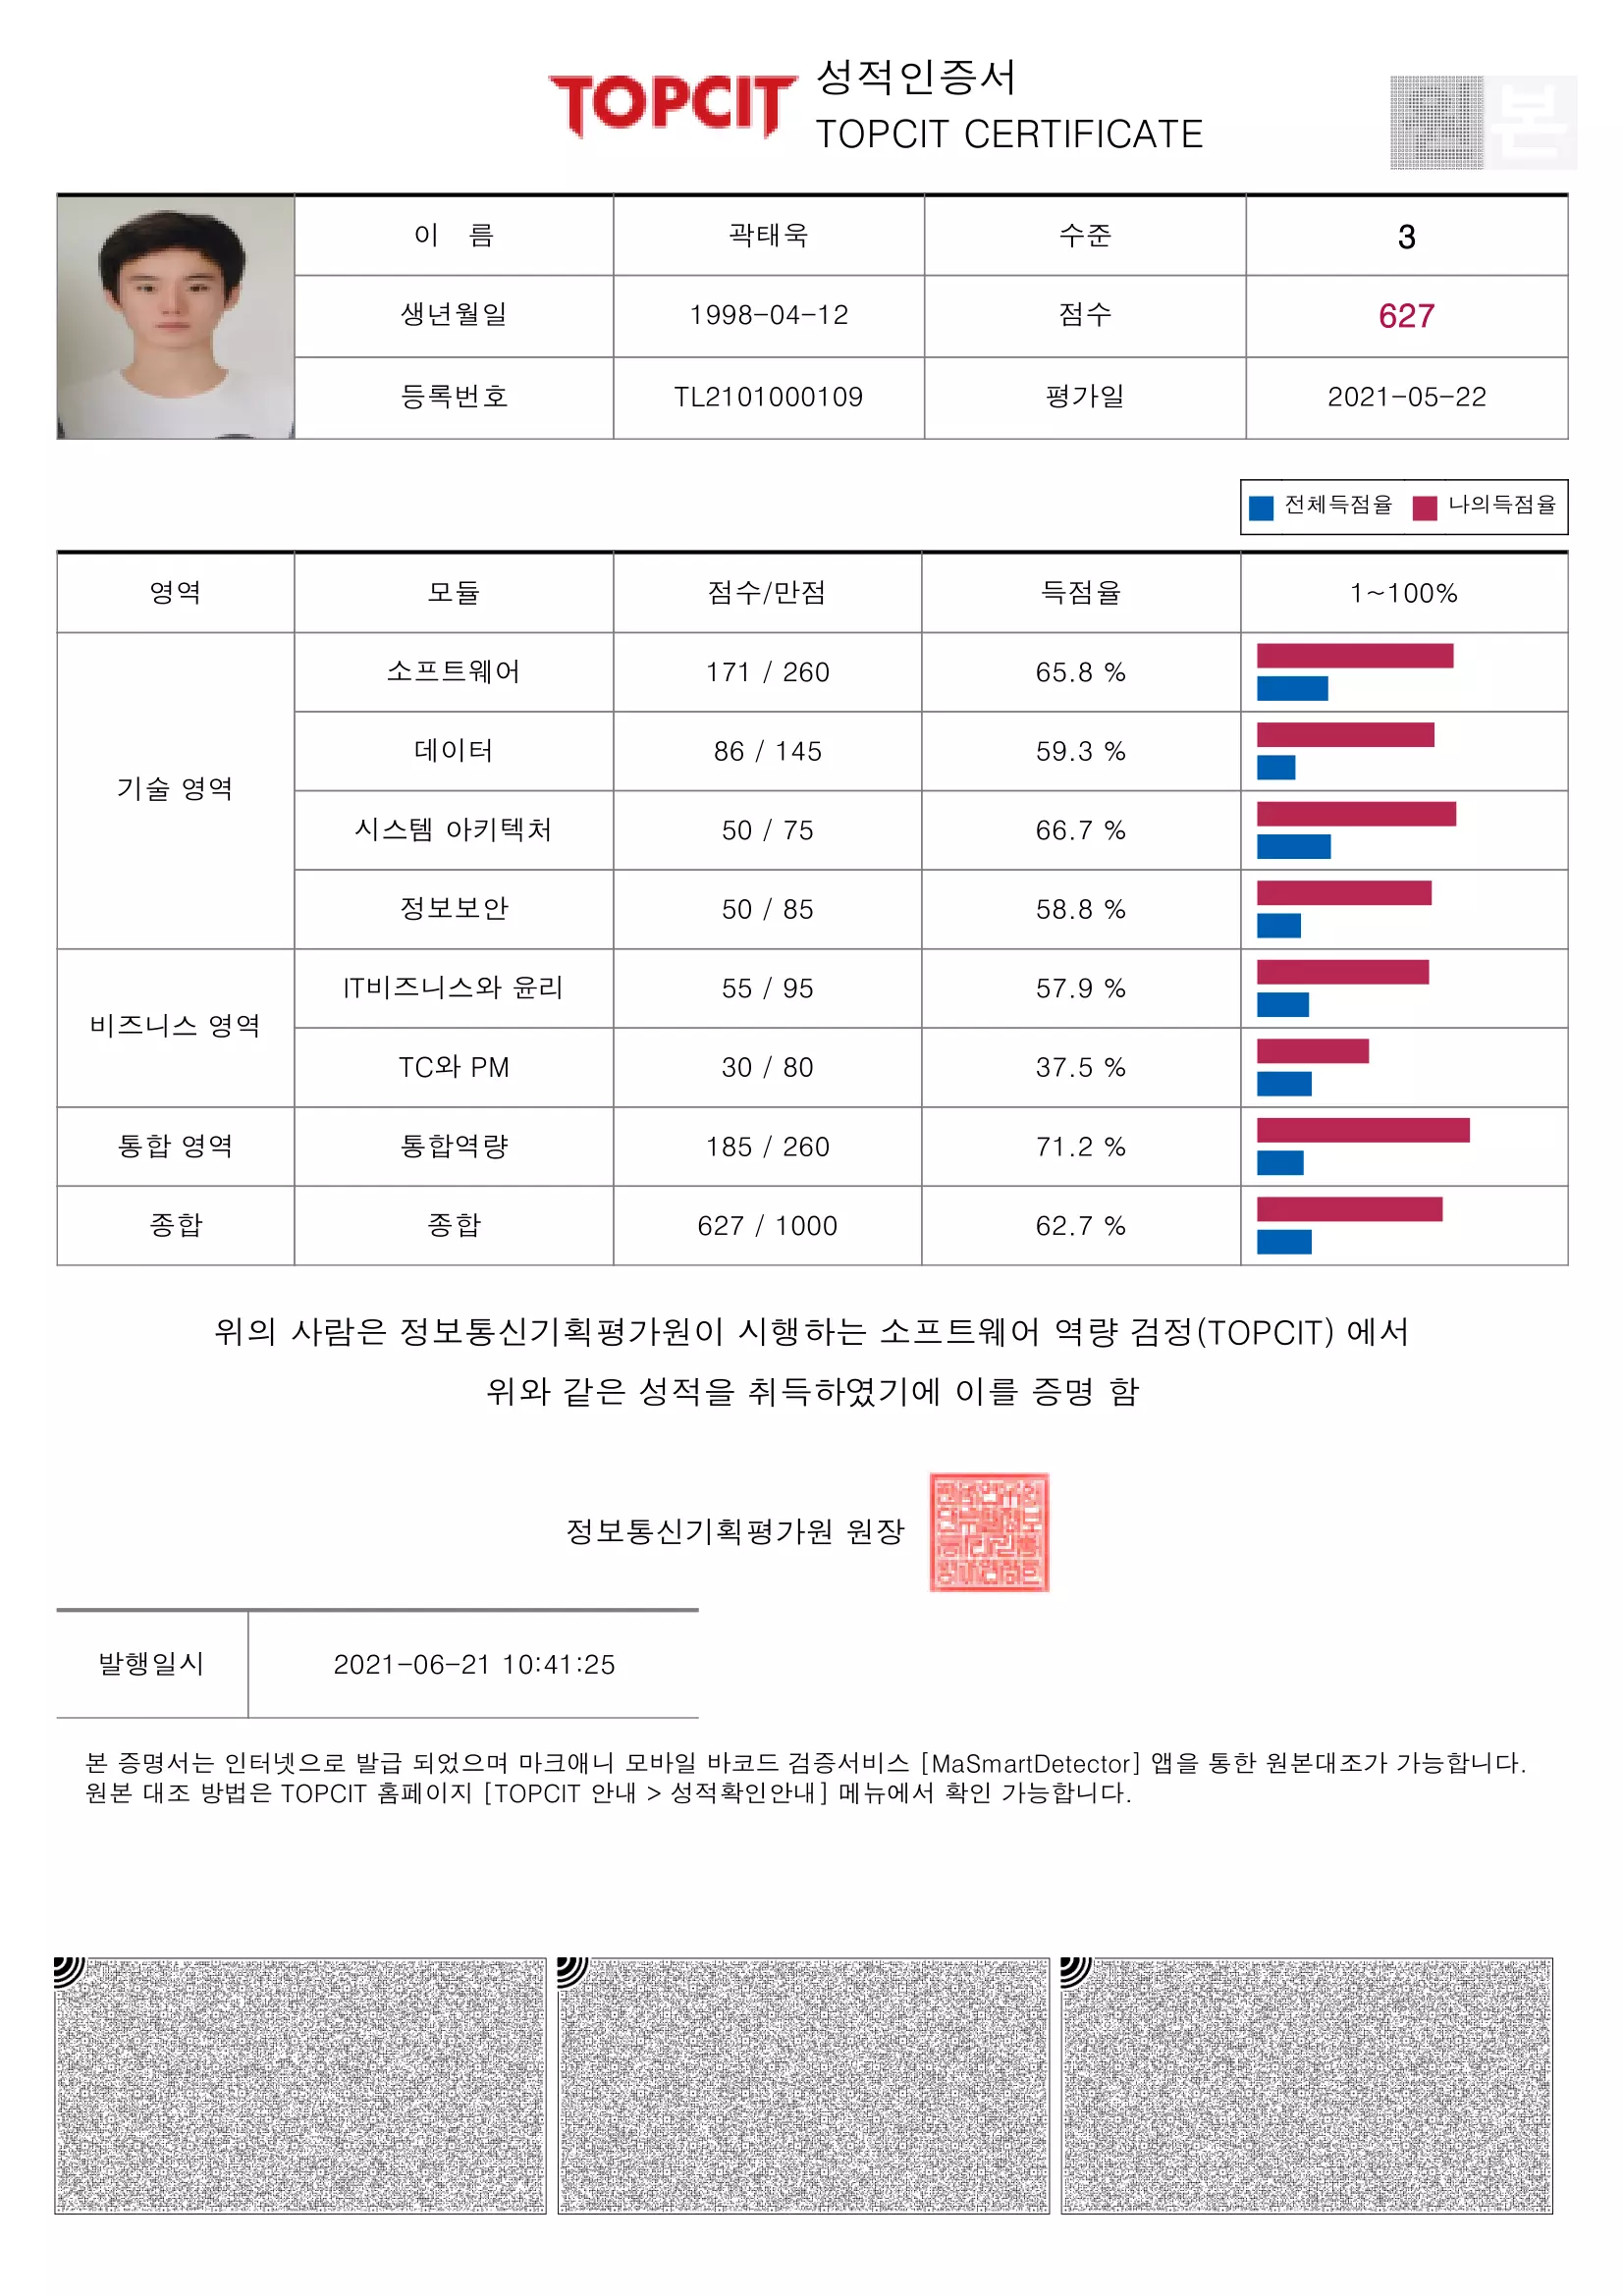 TOPCIT 성적인증서
TOPCIT CERTIFICATE
본
이 름 곽태욱 수준 3
생년월일 1998-04-12 점수 627
등록번호 TL2101000109 평가일 2021-05-22
전체득점율 나의득점율
영역 모듈 점수/만점 득점율 1~100%
기술 영역
소프트웨어 171 / 260 65.8 %
데이터 86 / 145 59.3 %
시스템 아키텍처 50 / 75 66.7 %
정보보안 50 / 85 58.8 %
비즈니스 영역
IT비즈니스와 윤리 55 / 95 57.9 %
TC와 PM 30 / 80 37.5 %
통합 영역 통합역량 185 / 260 71.2 %
종합 종합 627 / 1000 62.7 %
위의 사람은 정보통신기획평가원이 시행하는 소프트웨어 역량 검정(TOPCIT) 에서
위와 같은 성적을 취득하였기에 이를 증명 함
정보통신기획평가원 원장
발행일시 2021-06-21 10:41:25
본 증명서는 인터넷으로 발급 되었으며 마크애니 모바일 바코드 검증서비스 [MaSmartDetector] 앱을 통한 원본대조가 가능합니다.
원본 대조 방법은 TOPCIT 홈페이지 [TOPCIT 안내 > 성적확인안내] 메뉴에서 확인 가능합니다.